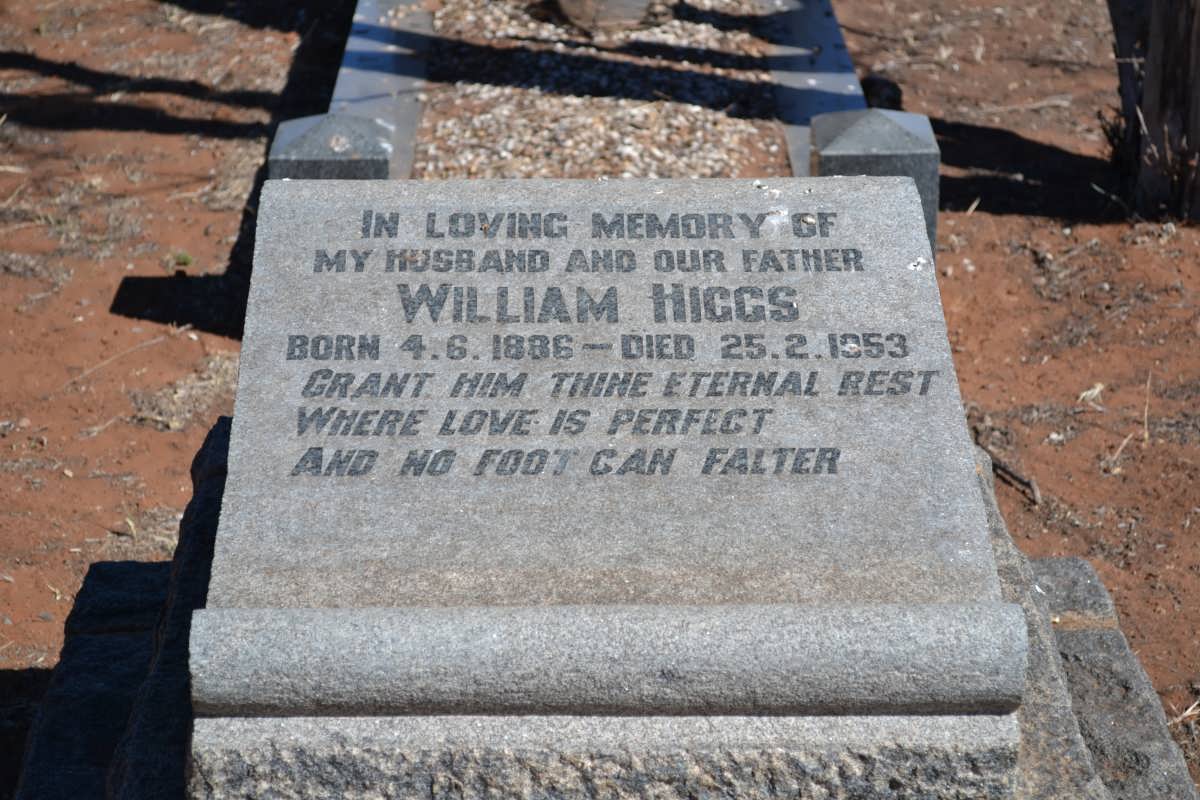 IN LOVING MEMORY OF
MY HUSBAND AND OUR FATHER
WILLIAM HIGGS
BORN 4.6.1886 — DIED 25.2.1953
GRANT HIM THINE ETERNAL REST
WHERE LOVE IS PERFECT
AND NO FOOT CAN FALTER